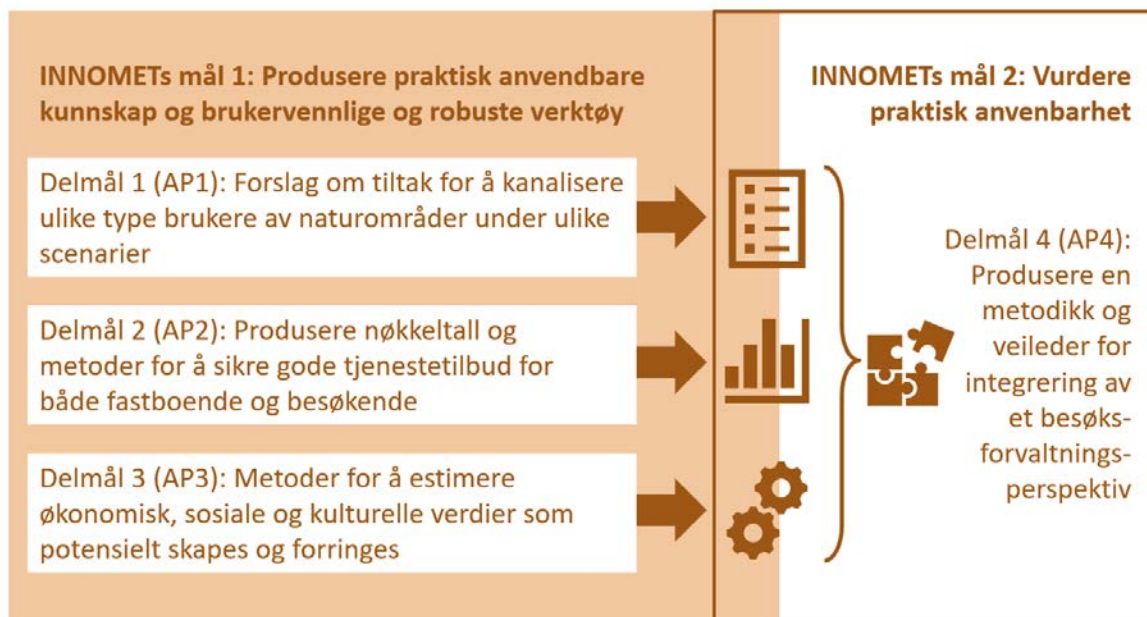 INNOMETs mål 1: Produsere praktisk anvendbare
kunnskap og brukervennlige og robuste verktøy
Delmål 1 (AP1): Forslag om tiltak for å kanalisere
ulike type brukere av naturområder under ulike
scenarier
Delmål 2 (AP2): Produsere nøkkeltall og
metoder for å sikre gode tjenestetilbud for
både fastboende og besøkende
Delmål 3 (AP3): Metoder for å estimere
økonomisk, sosiale og kulturelle verdier som
potensielt skapes og forringes
INNOMETs mål 2: Vurdere
praktisk anvenbarhet
Delmål 4 (AP4):
Produsere en
metodikk og
veileder for
integrering av
et besøks-
forvaltnings-
perspektiv